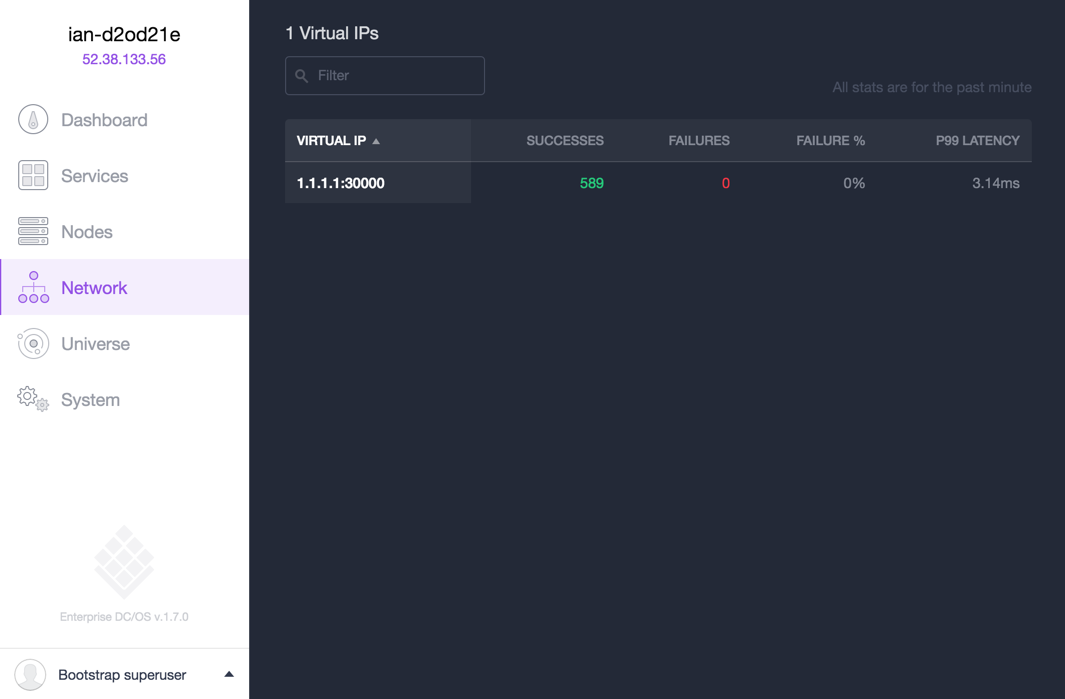 ian-d2od21e
52.38.133.56
Dashboard
Services
Nodes
Network
Universe
System
Enterprise DC/OS v.1.7.0
Bootstrap superuser
1 Virtual IPs
Filter
All stats are for the past minute
VIRTUAL IP SUCCESSES FAILURES FAILURE % P99 LATENCY
1.1.1.1:30000 589 0 0% 3.14ms